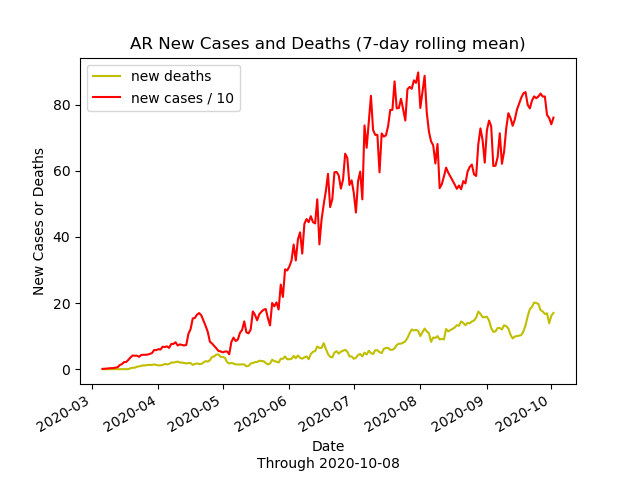 AR New Cases and Deaths (7-day rolling mean)
new deaths
new cases / 10
New Cases or Deaths
80
60
40
20
0
2020-03
2020-04
2020-05
2020-06
2020-07
2020-08
2020-09
2020-10
Date
Through 2020-10-08